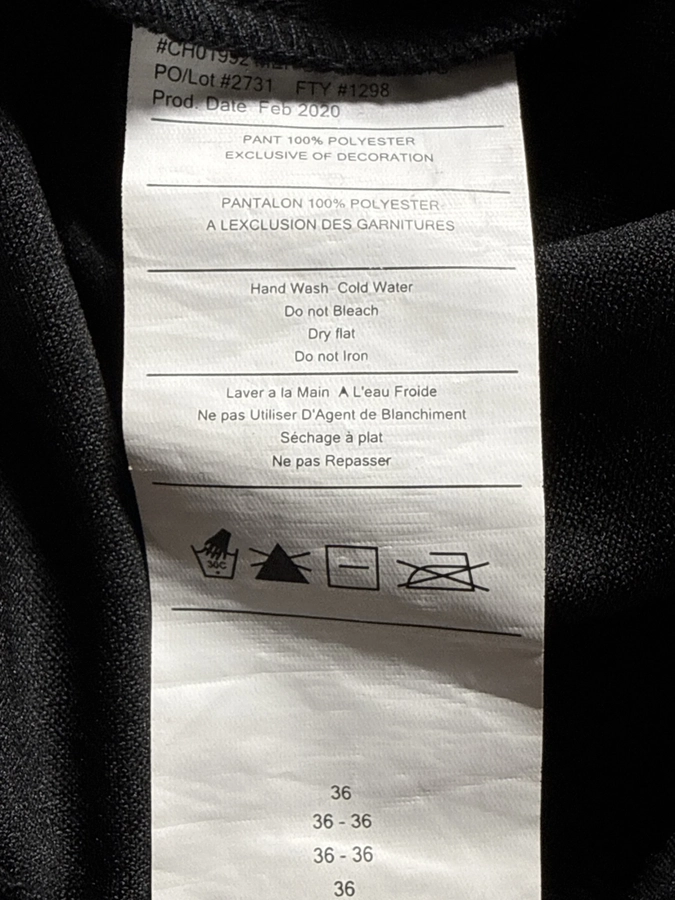 #CH01992
PO/Lot #2731 FTY #1298
Prod. Date Feb 2020
PANT 100% POLYESTER
EXCLUSIVE OF DECORATION
PANTALON 100% POLYESTER
A LEXCLUSION DES GARNITURES
Hand Wash Cold Water
Do not Bleach
Dry flat
Do not Iron
Laver a la Main A L'eau Froide
Ne pas Utiliser D'Agent de Blanchiment
Séchage à plat
Ne pas Repasser
30C
36
36 - 36
36 - 36
36